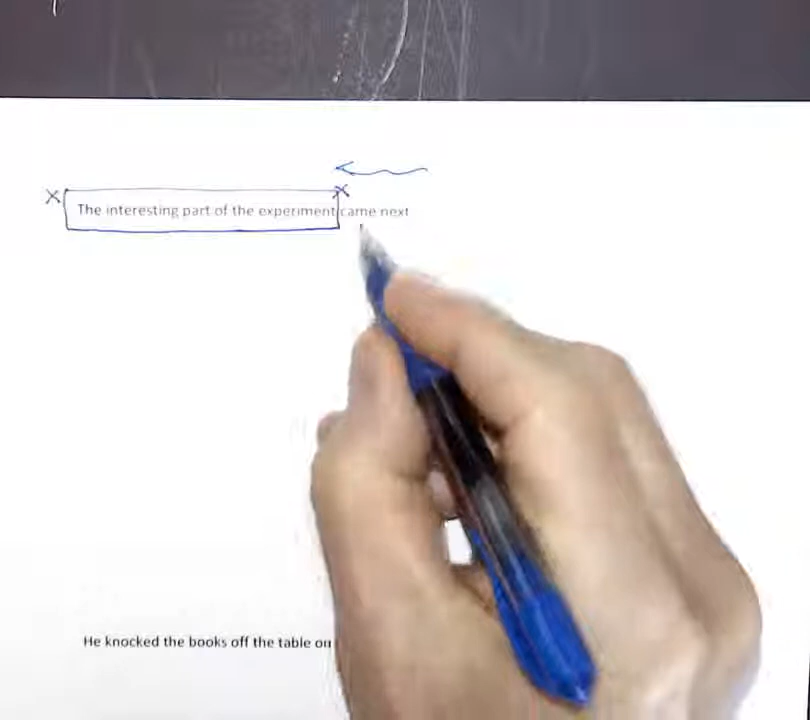 The interesting part of the experiment came next
He knocked the books off the table on